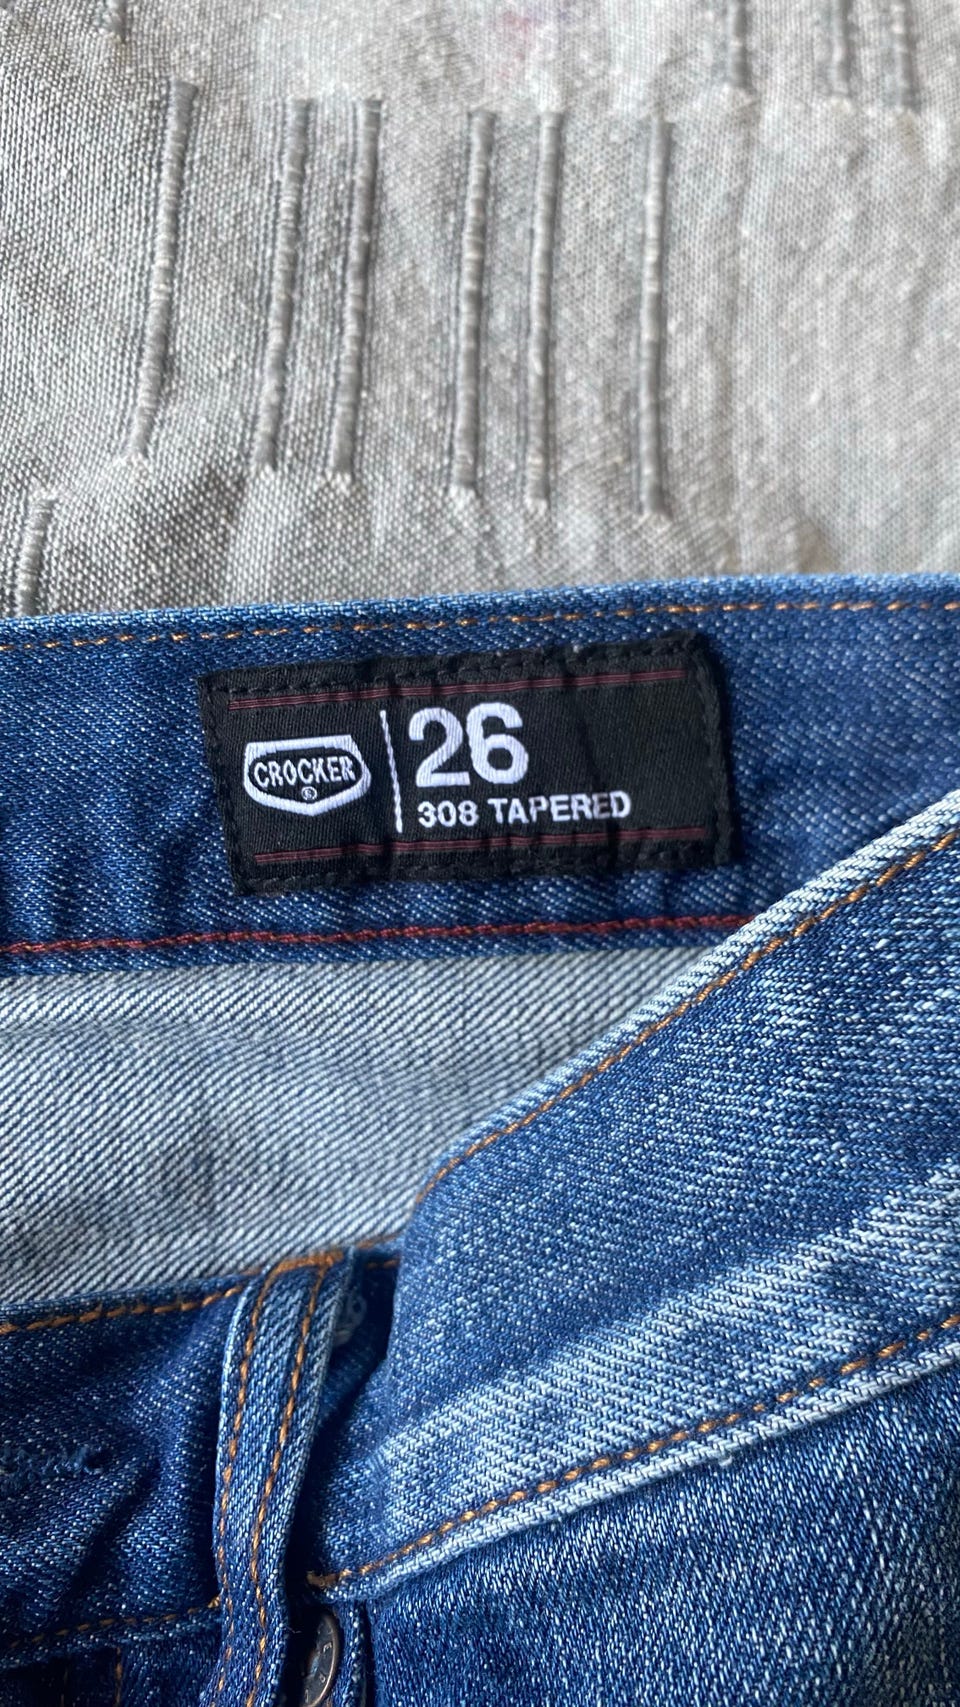 CROCKER
®
26
308 TAPERED